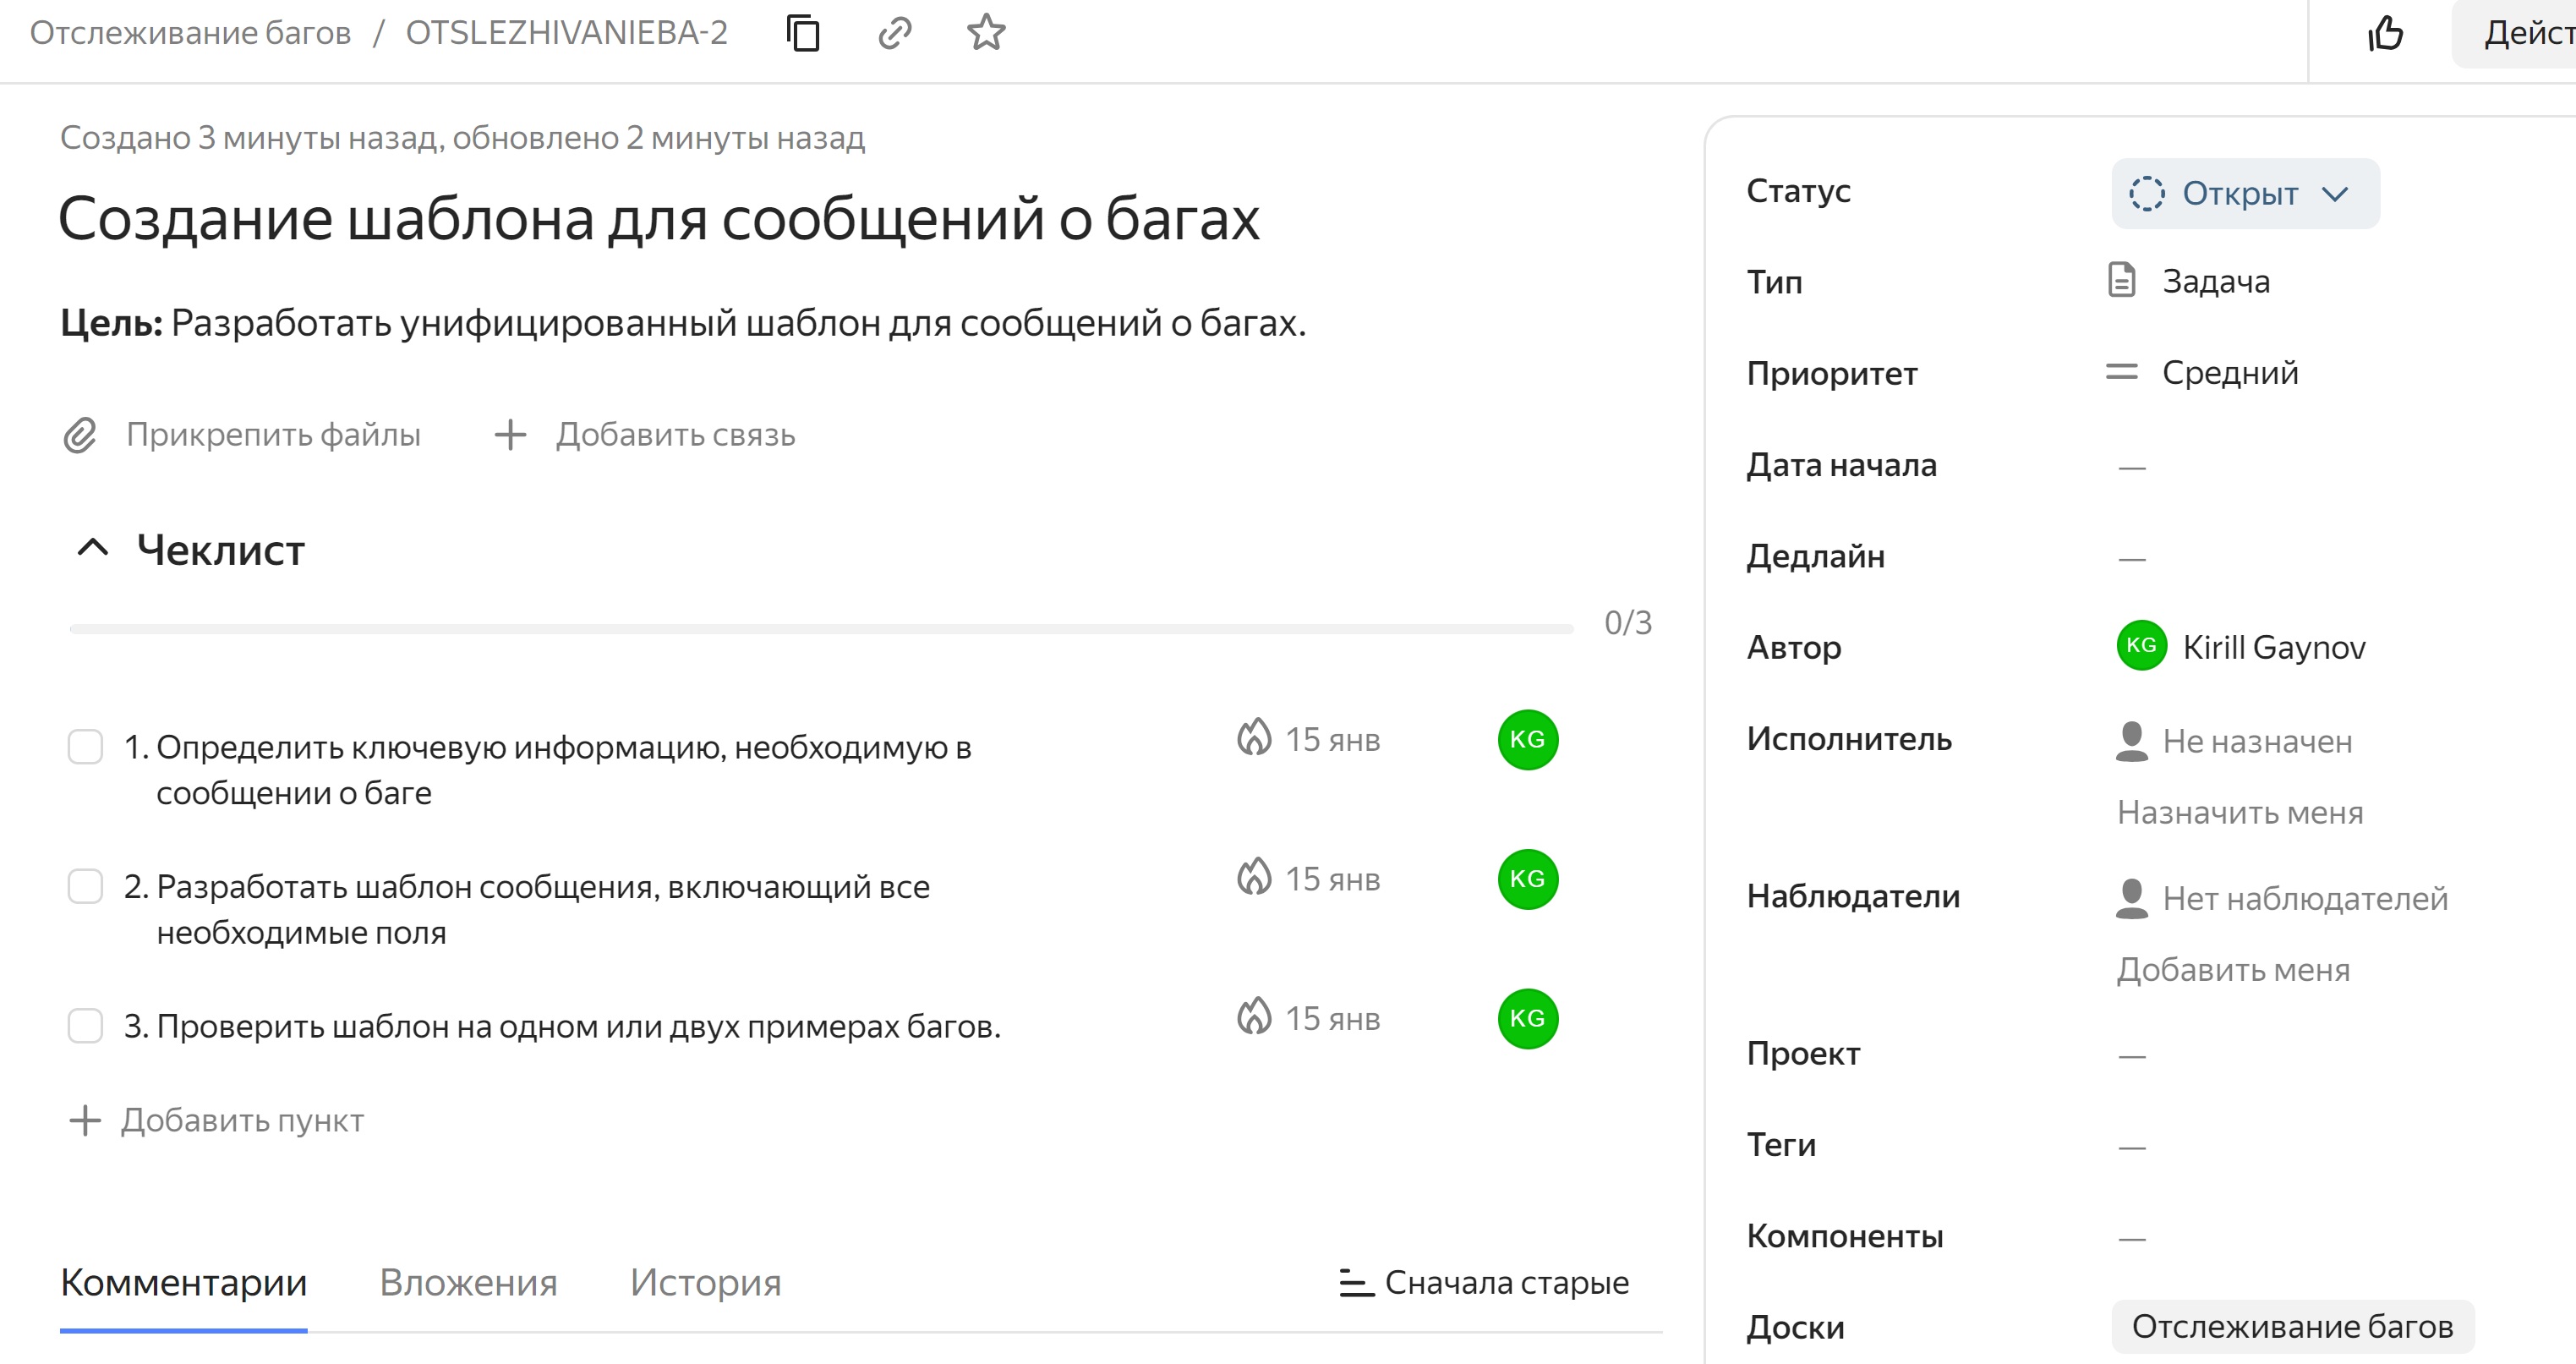 Отслеживание багов / OTSLEZHIVANIEBA-2
Дейст
Создано 3 минуты назад, обновлено 2 минуты назад
Создание шаблона для сообщений о багах
Цель: Разработать унифицированный шаблон для сообщений о багах.
Прикрепить файлы
Добавить связь
Чеклист
0/3
1. Определить ключевую информацию, необходимую в
сообщении о баге
15 янв
KG
2. Разработать шаблон сообщения, включающий все
необходимые поля
15 янв
KG
3. Проверить шаблон на одном или двух примерах багов.
15 янв
KG
Добавить пункт
Комментарии
Вложения
История
Сначала старые
Статус
Открыт
Тип
Задача
Приоритет
Средний
Дата начала
—
Дедлайн
—
Автор
KG
Kirill Gaynov
Исполнитель
Не назначен
Назначить меня
Наблюдатели
Нет наблюдателей
Добавить меня
Проект
—
Теги
—
Компоненты
—
Доски
Отслеживание багов